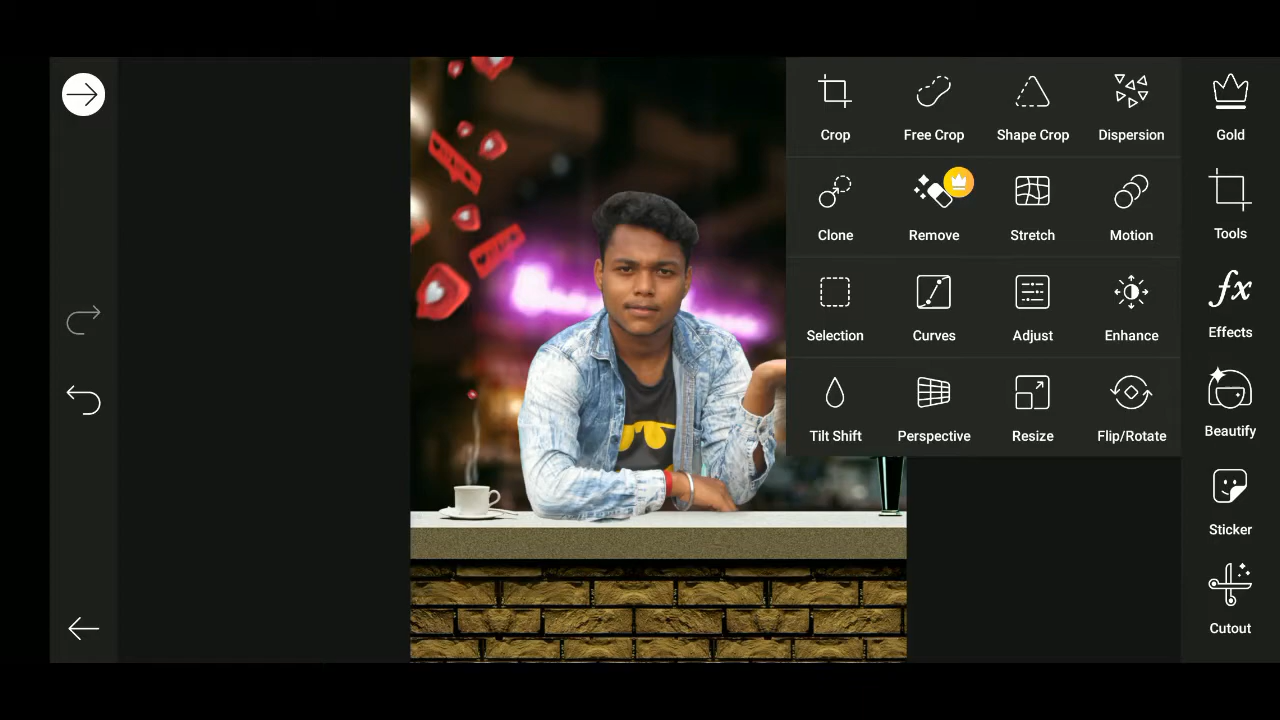 Crop Free Crop Shape Crop Dispersion
Clone Remove Stretch Motion
Selection Curves Adjust Enhance
Tilt Shift Perspective Resize Flip/Rotate
Gold
Tools
fx
Effects
Beautify
Sticker
Cutout